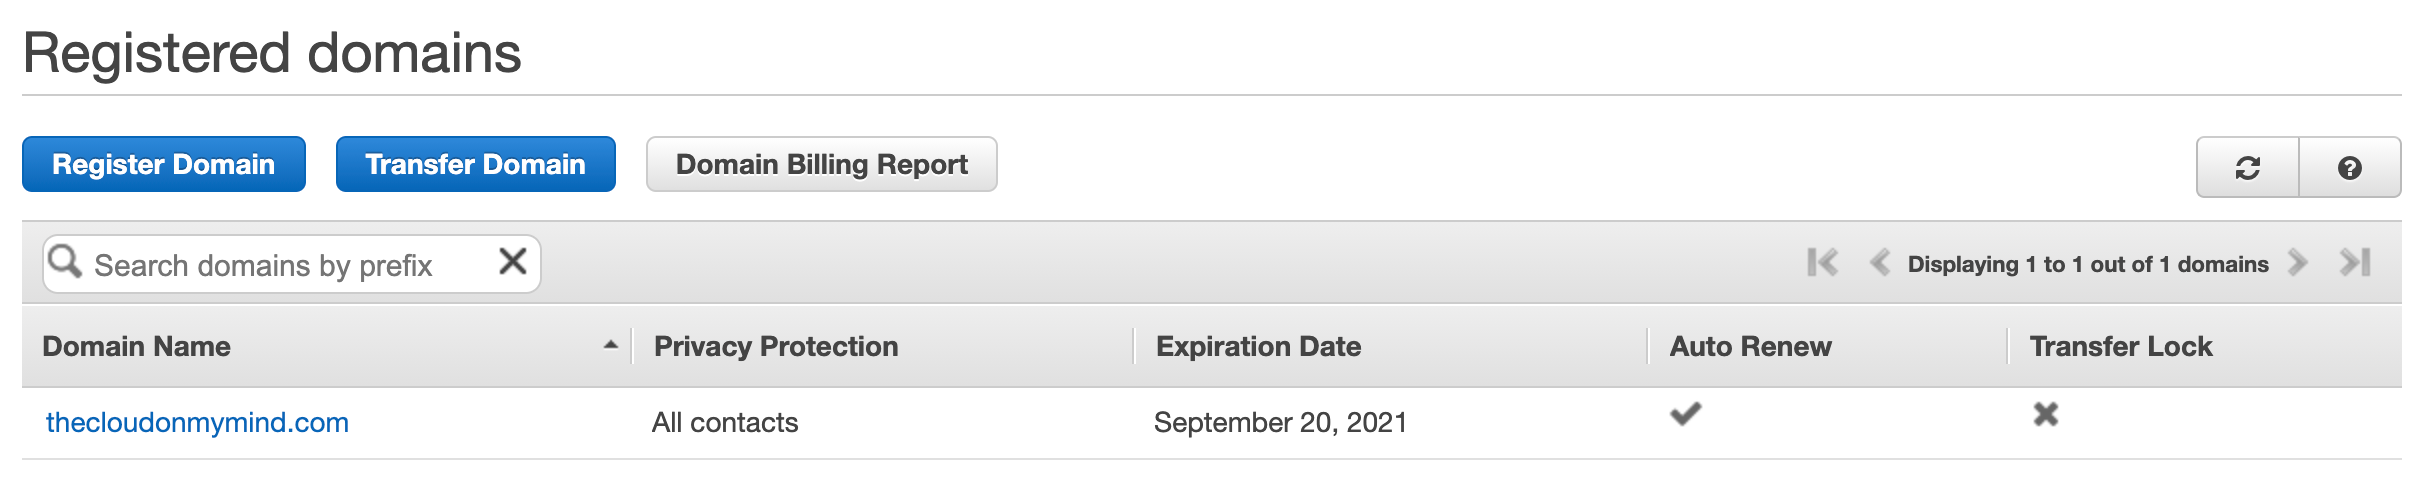 Registered domains
Register Domain Transfer Domain Domain Billing Report
Search domains by prefix Displaying 1 to 1 out of 1 domains
Domain Name Privacy Protection Expiration Date Auto Renew Transfer Lock
thecloudonmymind.com All contacts September 20, 2021